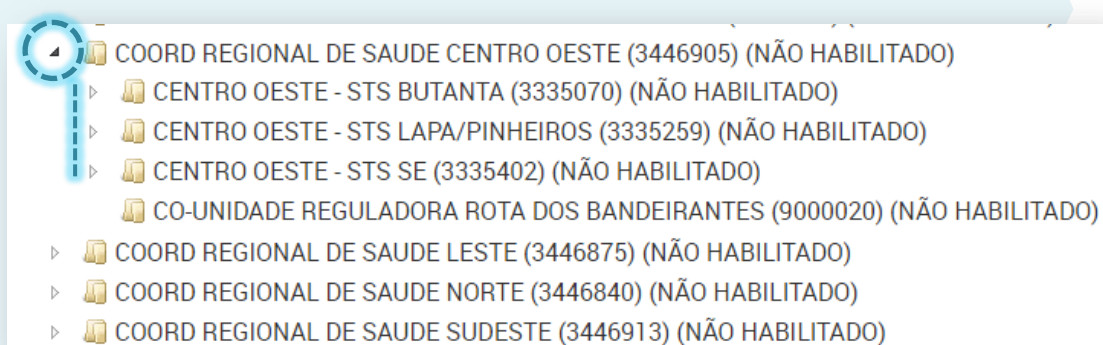 COORD REGIONAL DE SAUDE CENTRO OESTE (3446905) (NÃO HABILITADO)
CENTRO OESTE - STS BUTANTA (3335070) (NÃO HABILITADO)
CENTRO OESTE - STS LAPA/PINHEIROS (3335259) (NÃO HABILITADO)
CENTRO OESTE - STS SE (3335402) (NÃO HABILITADO)
CO-UNIDADE REGULADORA ROTA DOS BANDEIRANTES (9000020) (NÃO HABILITADO)
COORD REGIONAL DE SAUDE LESTE (3446875) (NÃO HABILITADO)
COORD REGIONAL DE SAUDE NORTE (3446840) (NÃO HABILITADO)
COORD REGIONAL DE SAUDE SUDESTE (3446913) (NÃO HABILITADO)